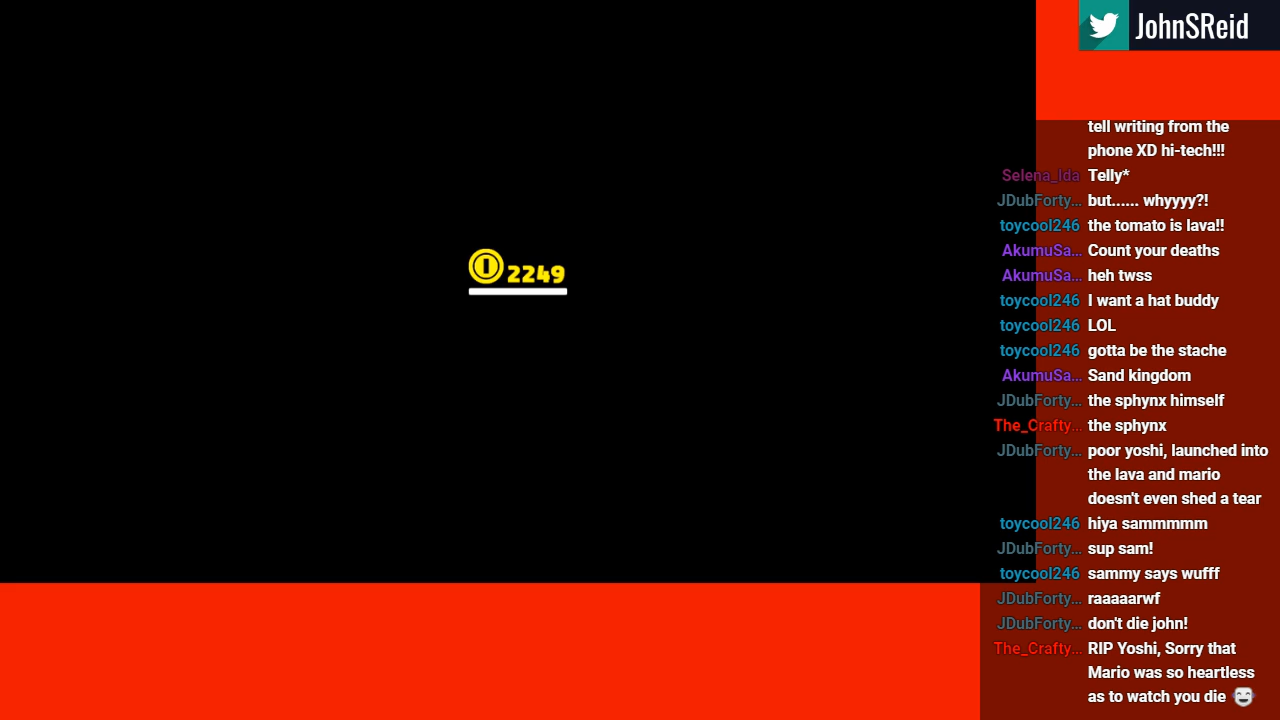 JohnSReid
tell writing from the
phone XD hi-tech!!!
Selena_Ida Telly*
JDubForty... but...... whyyyy?!
toycool246 the tomato is lava!!
AkumuSa... Count your deaths
2249
AkumuSa... heh twss
toycool246 I want a hat buddy
toycool246 LOL
toycool246 gotta be the stache
AkumuSa... Sand kingdom
JDubForty... the sphynx himself
The_Crafty... the sphynx
JDubForty... poor yoshi, launched into
the lava and mario
doesn't even shed a tear
toycool246 hiya sammmmm
JDubForty... sup sam!
toycool246 sammy says wufff
JDubForty... raaaaarwf
JDubForty... don't die john!
The_Crafty... RIP Yoshi, Sorry that
Mario was so heartless
as to watch you die